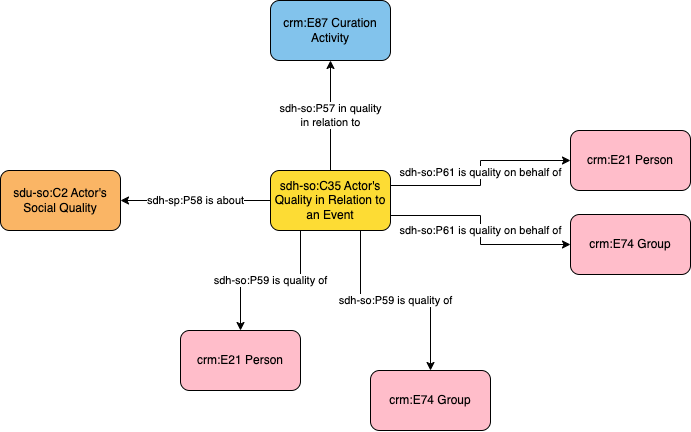 crm:E87 Curation
Activity
sdh-so:P57 in quality
in relation to
crm:E21 Person
sdh-so:P61 is quality on behalf of
sdu-so:C2 Actor's
Social Quality
sdh-sp:P58 is about
sdh-so:C35 Actor's
Quality in Relation to
an Event
sdh-so:P61 is quality on behalf of
crm:E74 Group
sdh-so:P59 is quality of
sdh-so:P59 is quality of
crm:E21 Person
crm:E74 Group